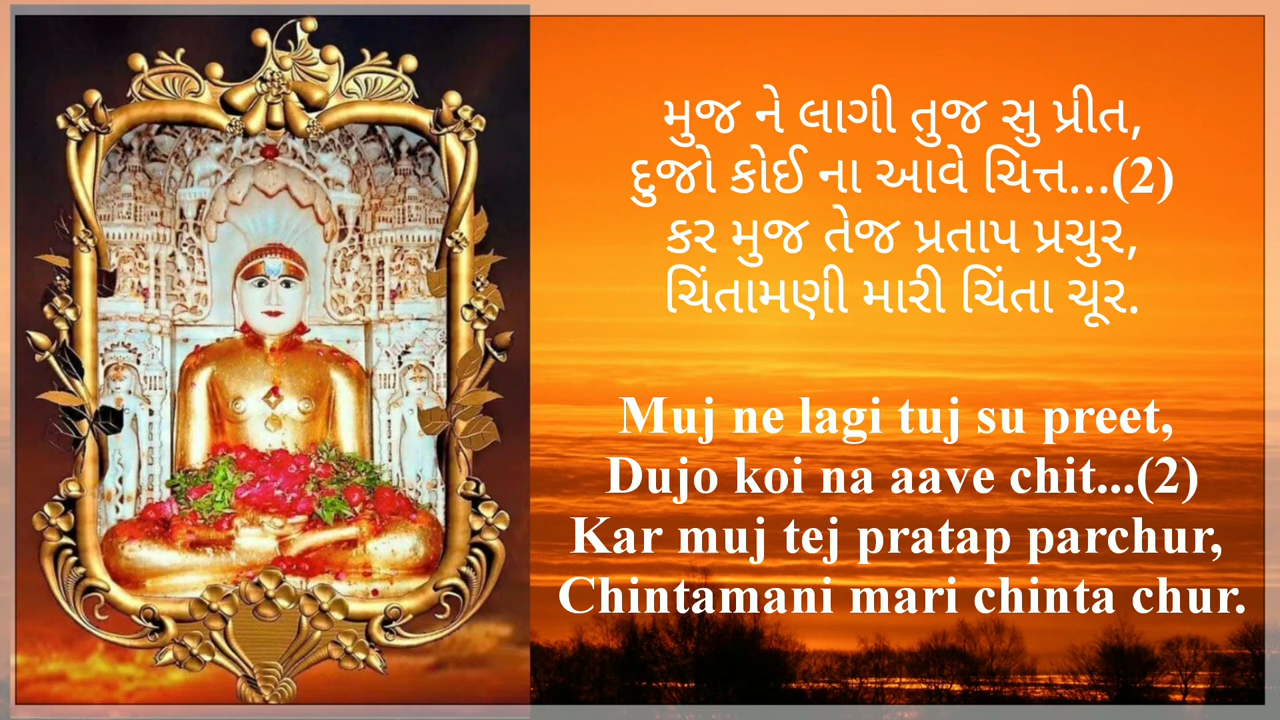 મુજ ને લાગી તુજ સુ પ્રીત,
દુજો કોઈ ના આવે ચિત્ત...(2)
કર મુજ તેજ પ્રતાપ પ્રચુર,
ચિંતામણી મારી ચિંતા ચૂર.
Muj ne lagi tuj su preet,
Dujo koi na aave chit...(2)
Kar muj tej pratap parchur,
Chintamani mari chinta chur.